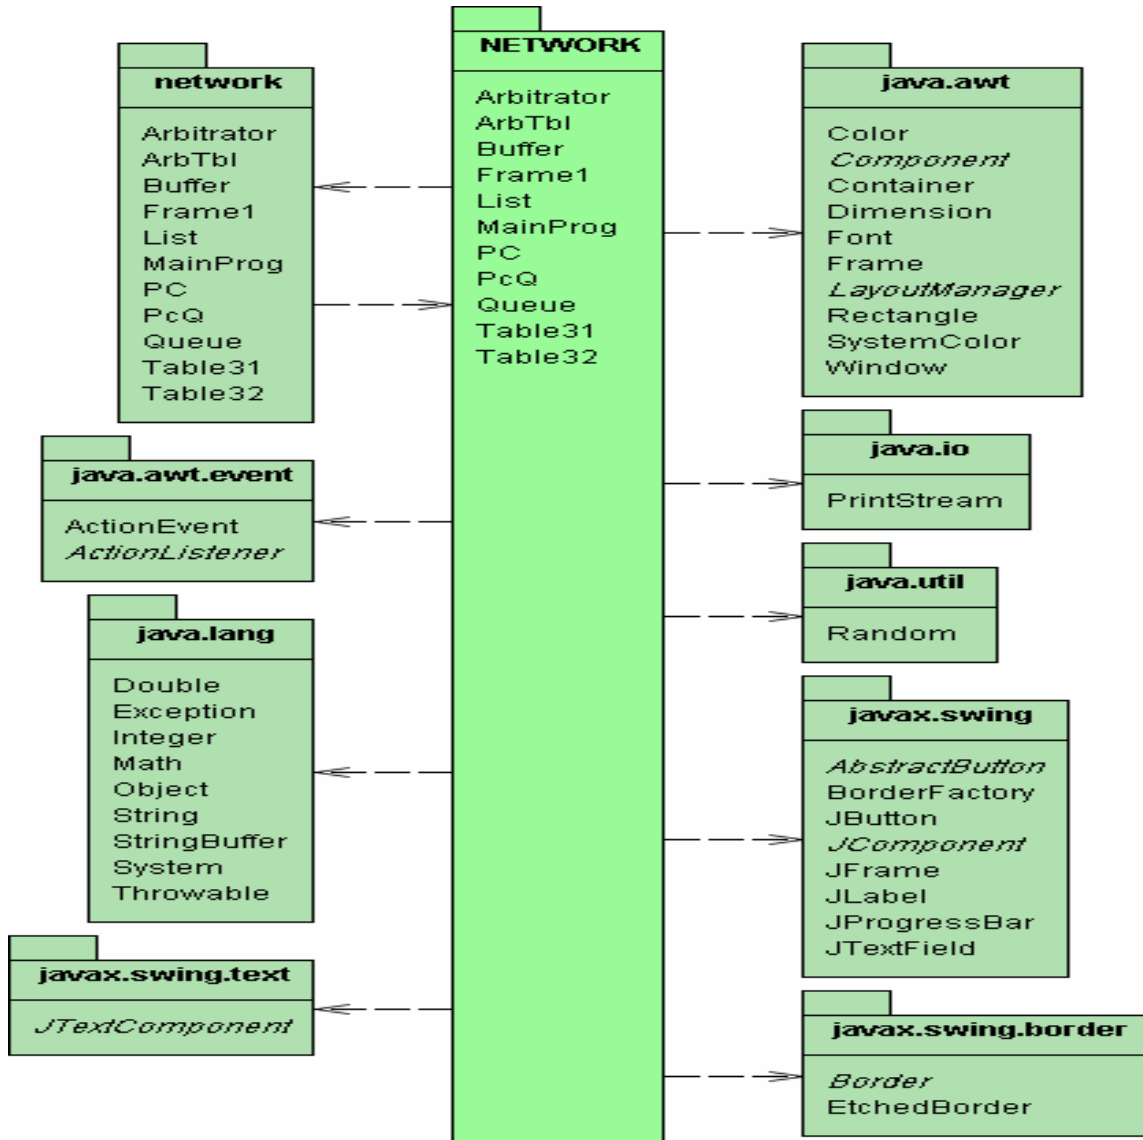 network
Arbitrator
ArbTbl
Buffer
Frame1
List
MainProg
PC
PcQ
Queue
Table31
Table32
java.awt.event
ActionEvent
ActionListener
java.lang
Double
Exception
Integer
Math
Object
String
StringBuffer
System
Throwable
javax.swing.text
JTextComponent
NETWORK
Arbitrator
ArbTbl
Buffer
Frame1
List
MainProg
PC
PcQ
Queue
Table31
Table32
java.awt
Color
Component
Container
Dimension
Font
Frame
LayoutManager
Rectangle
SystemColor
Window
java.io
PrintStream
java.util
Random
javax.swing
AbstractButton
BorderFactory
JButton
JComponent
JFrame
JLabel
JProgressBar
JTextField
javax.swing.border
Border
EtchedBorder